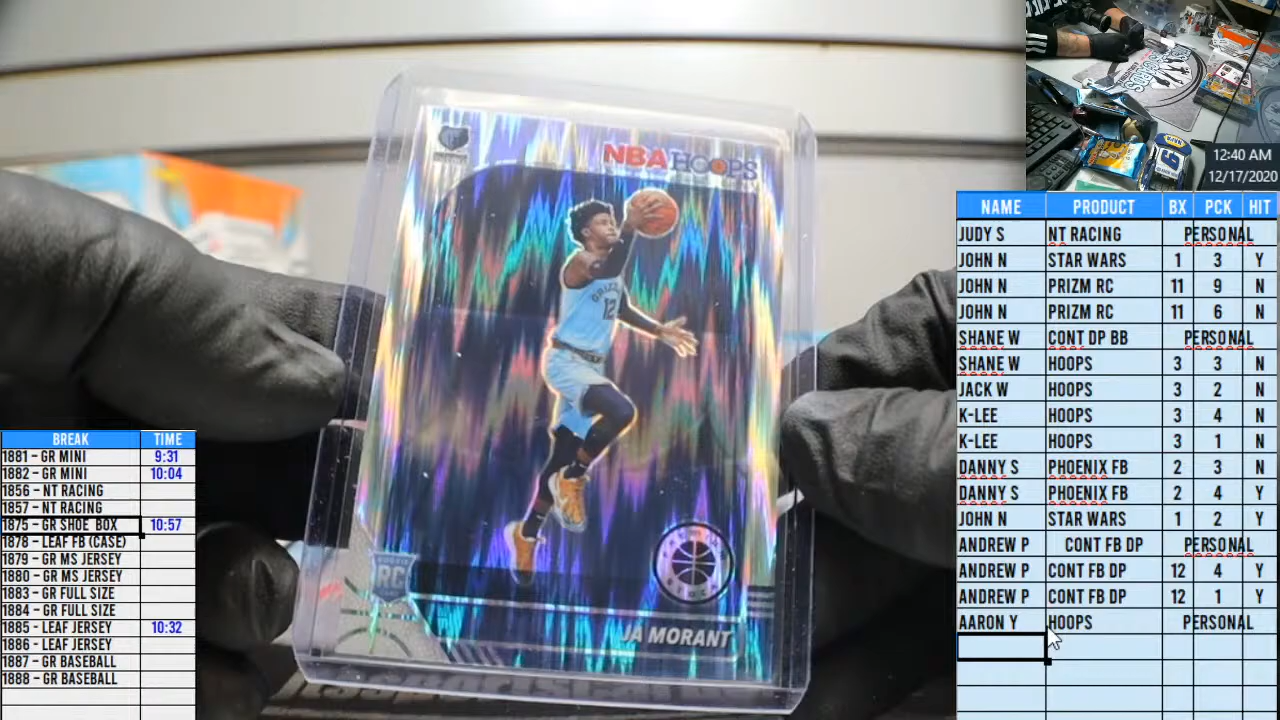 NBA HOOPS
GRIZZLIES
12
RC
JA MORANT
12:40 AM
12/17/2020
NAME PRODUCT BX PCK HIT
JUDY S NT RACING PERSONAL
JOHN N STAR WARS 1 3 Y
JOHN N PRIZM RC 11 9 N
JOHN N PRIZM RC 11 6 N
SHANE W CONT DP BB PERSONAL
SHANE W HOOPS 3 3 N
JACK W HOOPS 3 2 N
K-LEE HOOPS 3 4 N
K-LEE HOOPS 3 1 N
DANNY S PHOENIX FB 2 3 N
DANNY S PHOENIX FB 2 4 Y
JOHN N STAR WARS 1 2 Y
ANDREW P CONT FB DP PERSONAL
ANDREW P CONT FB DP 12 4 Y
ANDREW P CONT FB DP 12 1 Y
AARON Y HOOPS PERSONAL
BREAK TIME
1881 - GR MINI 9:31
1882 - GR MINI 10:04
1856 - NT RACING
1857 - NT RACING
1875 - GR SHOE BOX 10:57
1878 - LEAF FB (CASE)
1879 - GR MS JERSEY
1880 - GR MS JERSEY
1883 - GR FULL SIZE
1884 - GR FULL SIZE
1885 - LEAF JERSEY 10:32
1886 - LEAF JERSEY
1887 - GR BASEBALL
1888 - GR BASEBALL